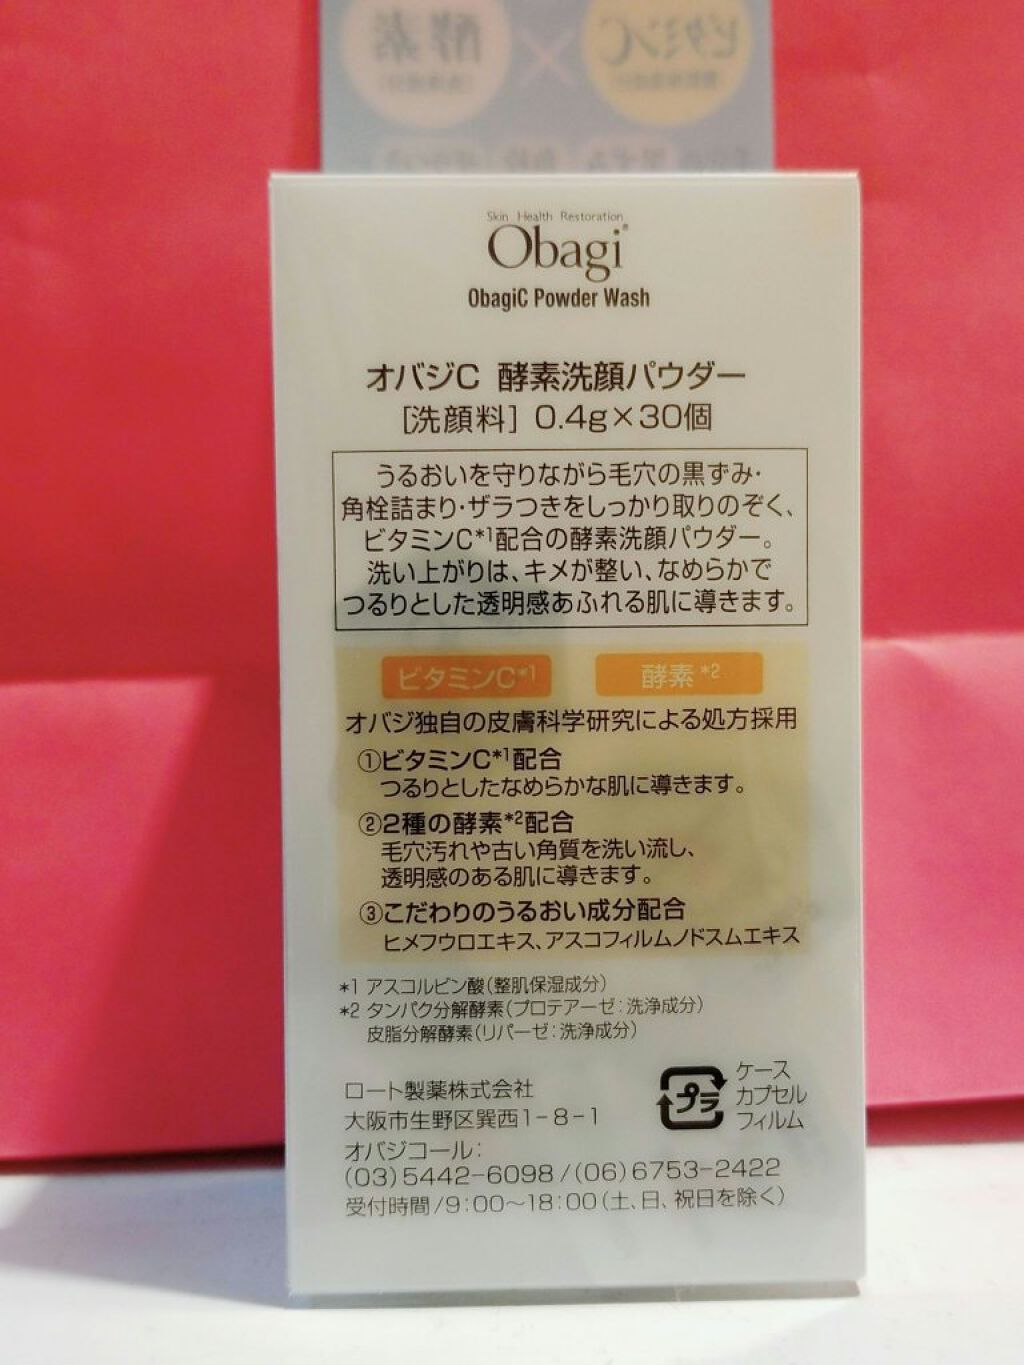 酵素
ビタミンC
Skin Health Restoration
Obagi®
ObagiC Powder Wash
オバジC 酵素洗顔パウダー
[洗顔料] 0.4g×30個
うるおいを守りながら毛穴の黒ずみ・
角栓詰まり・ザラつきをしっかり取りのぞく、
ビタミンC*1配合の酵素洗顔パウダー。
洗い上がりは、キメが整い、なめらかで
つるりとした透明感あふれる肌に導きます。
ビタミンC*1
酵素*2
オバジ独自の皮膚科学研究による処方採用
①ビタミンC*1配合
つるりとしたなめらかな肌に導きます。
②2種の酵素*2配合
毛穴汚れや古い角質を洗い流し、
透明感のある肌に導きます。
③こだわりのうるおい成分配合
ヒメフウロエキス、アスコフィルムノドスムエキス
*1 アスコルビン酸(整肌保湿成分)
*2 タンパク分解酵素(プロテアーゼ:洗浄成分)
皮脂分解酵素(リパーゼ:洗浄成分)
ロート製薬株式会社
大阪市生野区巽西1-8-1
オバジコール:
(03)5442-6098/(06)6753-2422
受付時間/9:00〜18:00(土、日、祝日を除く)
プラ
ケース
カプセル
フィルム